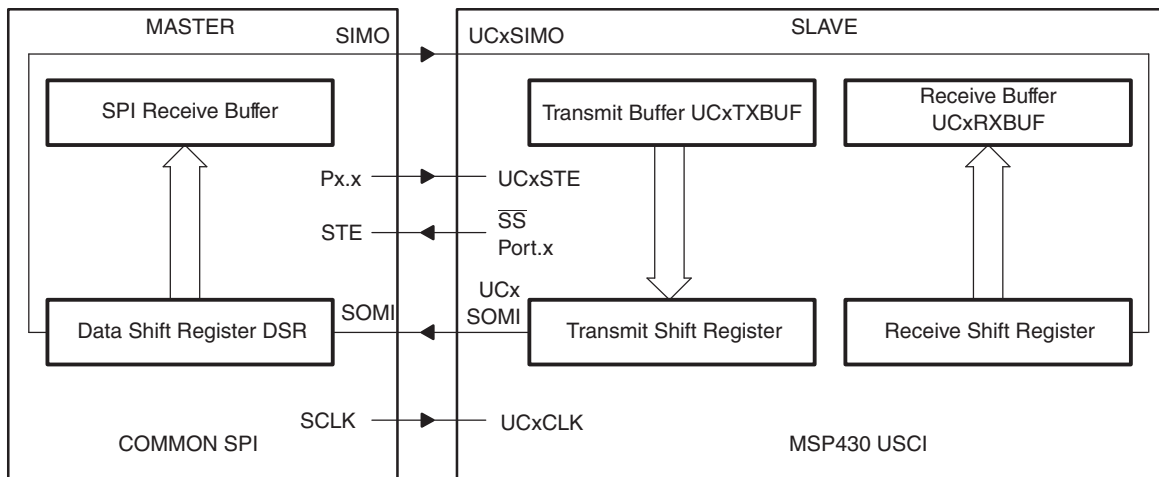 MASTER
SLAVE
SIMO
UCxSIMO
SPI Receive Buffer
Transmit Buffer UCxTXBUF
Receive Buffer
UCxRXBUF
Px.x
UCxSTE
STE
SS
Port.x
SOMI
UCx
SOMI
Data Shift Register DSR
Transmit Shift Register
Receive Shift Register
SCLK
UCxCLK
COMMON SPI
MSP430 USCI